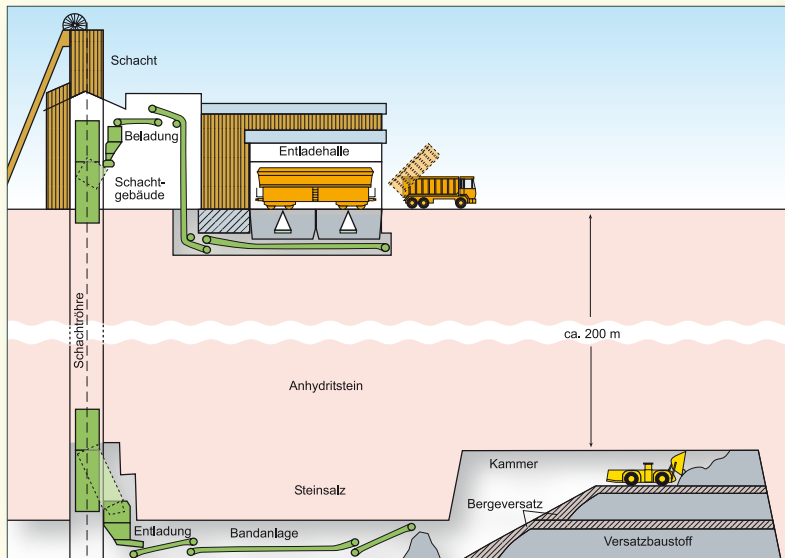 Schacht
Beladung
Entladehalle
Schacht-
gebäude
Schachtröhre
ca. 200 m
Anhydritstein
Kammer
Steinsalz
Bergeversatz
Entladung
Bandanlage
Versatzbaustoff